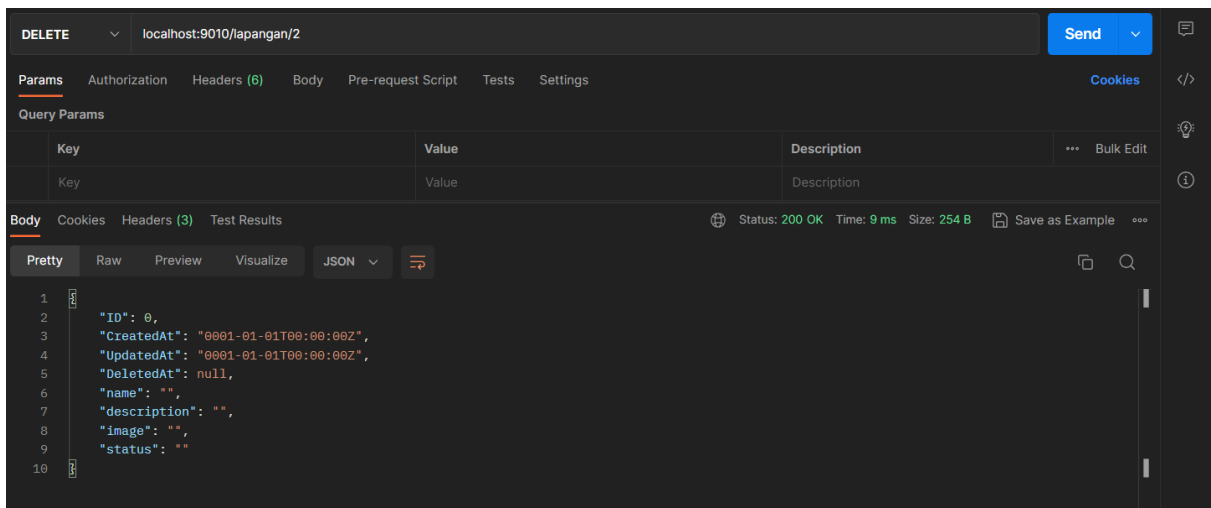 DELETE localhost:9010/lapangan/2 Send
Params Authorization Headers (6) Body Pre-request Script Tests Settings Cookies
Query Params
Key Value Description ooo Bulk Edit
Key Value Description
Body Cookies Headers (3) Test Results Status: 200 OK Time: 9 ms Size: 254 B Save as Example ooo
Pretty Raw Preview Visualize JSON
1 {
2 "ID": 0,
3 "CreatedAt": "0001-01-01T00:00:00Z",
4 "UpdatedAt": "0001-01-01T00:00:00Z",
5 "DeletedAt": null,
6 "name": "",
7 "description": "",
8 "image": "",
9 "status": ""
10 }